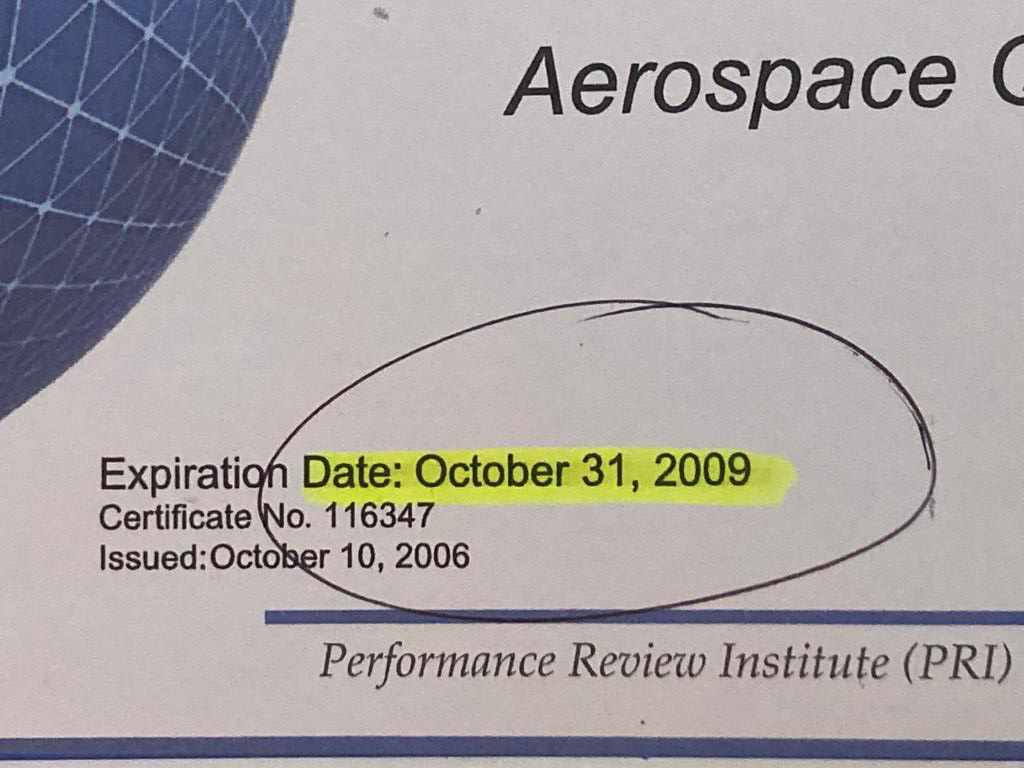 Aerospace
Expiration Date: October 31, 2009
Certificate No. 116347
Issued:October 10, 2006
Performance Review Institute (PRI)